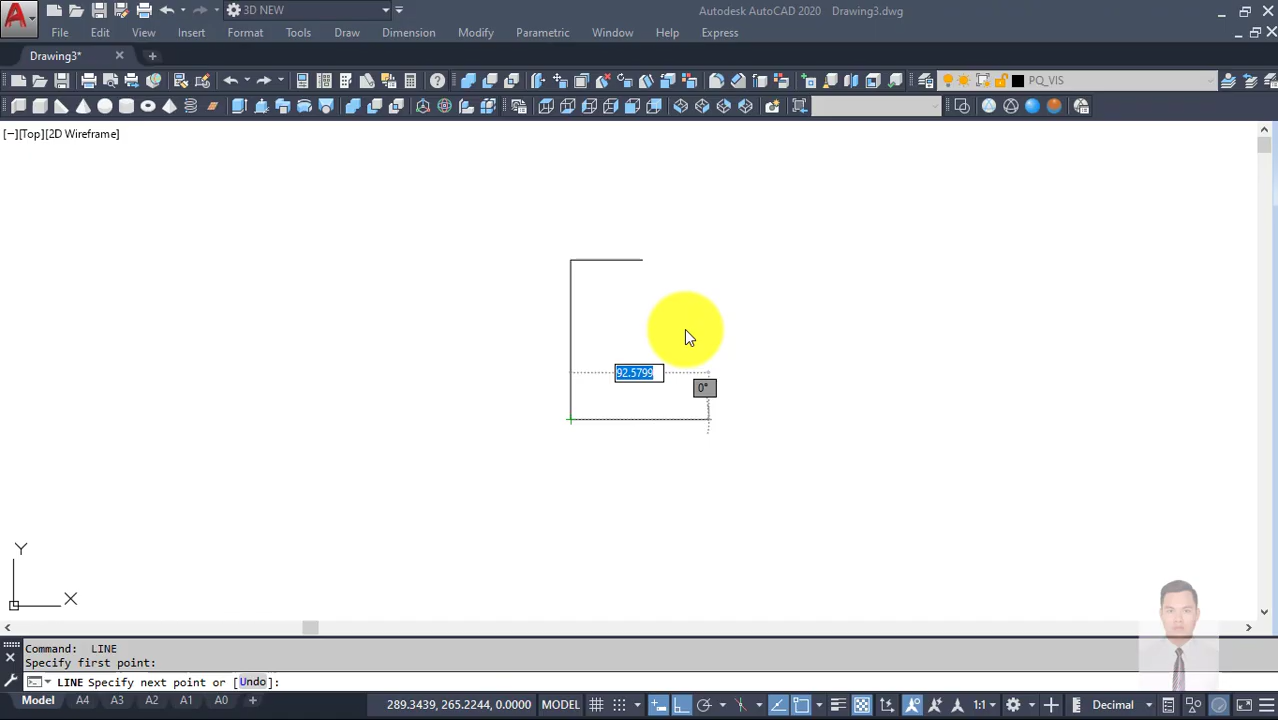 3D NEW
Autodesk AutoCAD 2020 Drawing3.dwg
File Edit View Insert Format Tools Draw Dimension Modify Parametric Window Help Express
Drawing3*
PQ_VIS
[−][Top][2D Wireframe]
92.5799
0°
Y
X
Command: LINE
Specify first point:
LINE Specify next point or [Undo]:
Model A4 A3 A2 A1 A0
289.3439, 265.2244, 0.0000 MODEL 1:1 Decimal